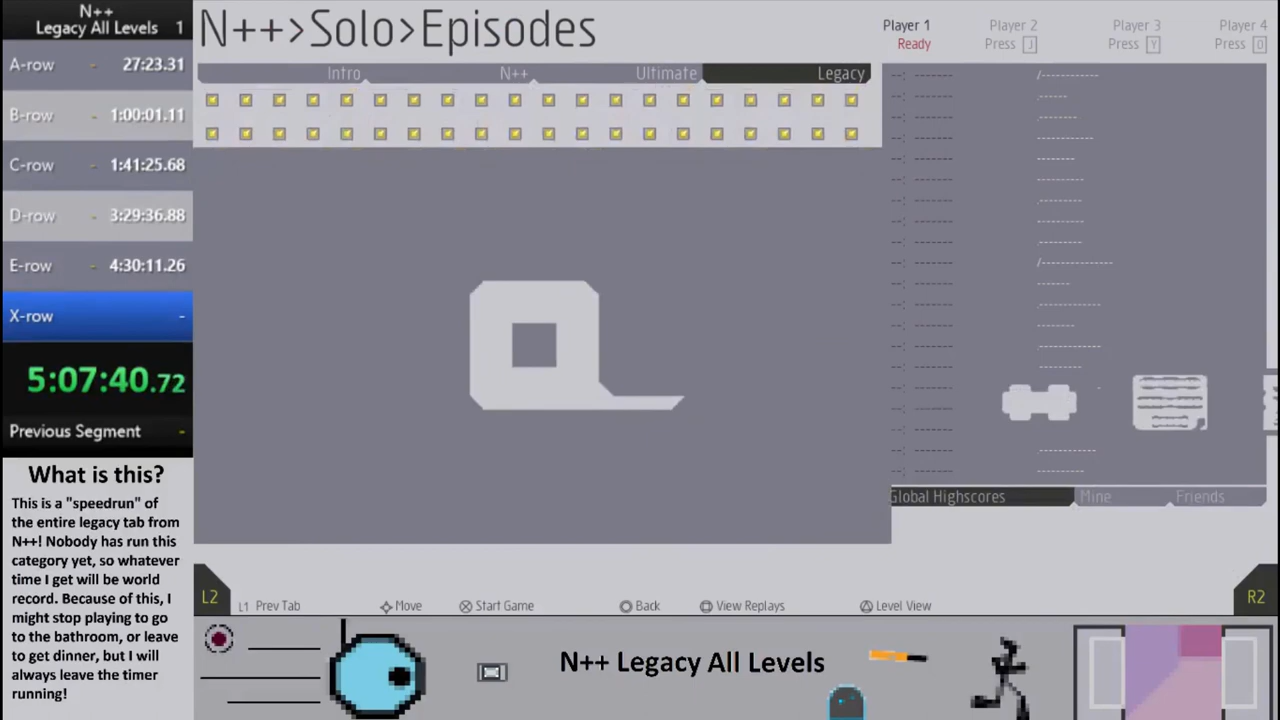 N++
Legacy All Levels 1
A-row - 27:23.31
B-row - 1:00:01.11
C-row - 1:41:25.68
D-row - 3:29:36.88
E-row - 4:30:11.26
X-row -
5:07:40.72
Previous Segment -
What is this?
This is a "speedrun" of
the entire legacy tab from
N++! Nobody has run this
category yet, so whatever
time I get will be world
record. Because of this, I
might stop playing to go
to the bathroom, or leave
to get dinner, but I will
always leave the timer
running!
N++>Solo>Episodes
Intro N++ Ultimate Legacy
Player 1 Player 2 Player 3 Player 4
Ready Press J Press Y Press O
Global Highscores Mine Friends
L2 L1 Prev Tab Move Start Game Back View Replays Level View R2
N++ Legacy All Levels